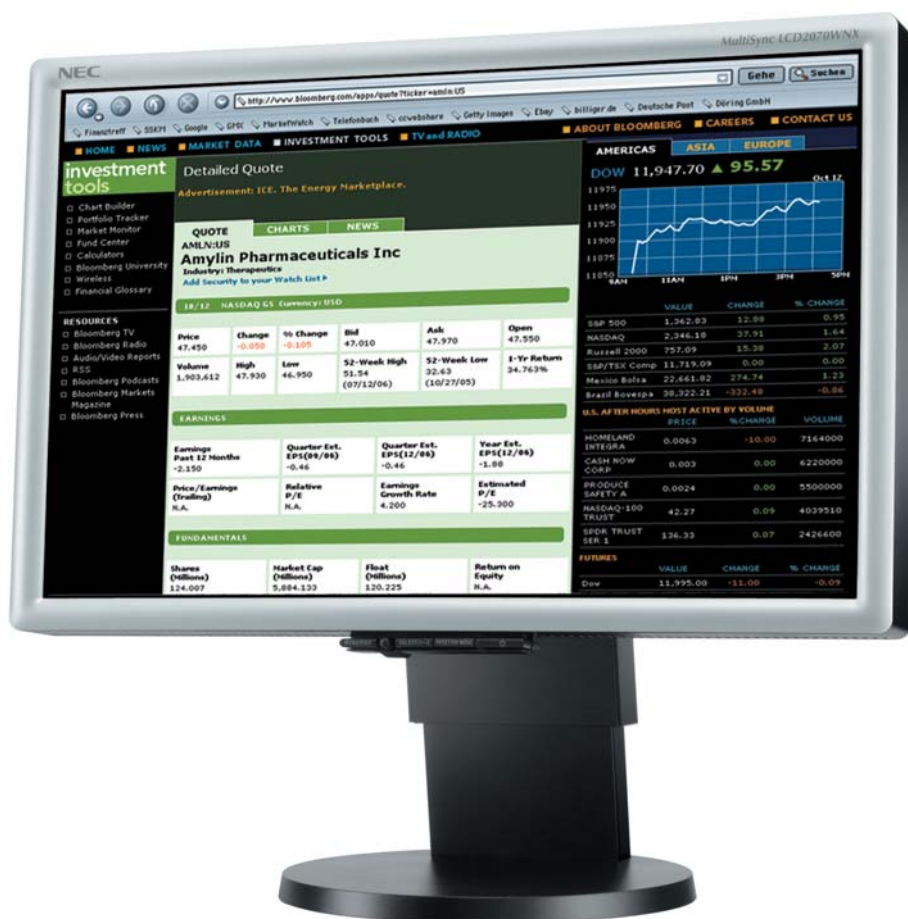 MultiSync LCD2070WNX
NEC
http://www.bloomberg.com/apps/quote?ticker=amln:US
Gehe
Suchen
Finanztreff SSKM Google GMX MarketWatch Telefonbuch ccwebshare Getty Images Ebay billiger.de Deutsche Post Döring GmbH
HOME NEWS MARKET DATA INVESTMENT TOOLS TV and RADIO ABOUT BLOOMBERG CAREERS CONTACT US
investment
tools
Chart Builder
Portfolio Tracker
Market Monitor
Fund Center
Calculators
Bloomberg University
Wireless
Financial Glossary
RESOURCES
Bloomberg TV
Bloomberg Radio
Audio/Video Reports
RSS
Bloomberg Podcasts
Bloomberg Markets
Magazine
Bloomberg Press
Detailed Quote
Advertisement: ICE. The Energy Marketplace.
QUOTE CHARTS NEWS
AMLN:US
Amylin Pharmaceuticals Inc
Industry: Therapeutics
Add Security to your Watch List
10/12 NASDAQ GS Currency: USD
Price Change % Change Bid Ask Open
47.450 -0.050 -0.105 47.010 47.970 47.550
Volume High Low 52-Week High 52-Week Low 1-Yr Return
1,903,612 47.930 46.950 51.54 32.63 34.763%
(07/12/06) (10/27/05)
EARNINGS
Earnings Quarter Est. Quarter Est. Year Est.
Past 12 Months EPS(09/06) EPS(12/06) EPS(12/06)
-2.150 -0.46 -0.46 -1.88
Price/Earnings Relative Earnings Estimated
(Trailing) P/E Growth Rate P/E
N.A. N.A. 4.200 -25.300
FUNDAMENTALS
Shares Market Cap Float Return on
(Millions) (Millions) (Millions) Equity
124.007 5,884.133 120.225 N.A.
AMERICAS ASIA EUROPE
DOW 11,947.70 ▲ 95.57
Oct 12
11975
11950
11925
11900
11875
11850
9AM 11AM 1PM 3PM 5PM
VALUE CHANGE % CHANGE
S&P 500 1,362.83 12.88 0.95
NASDAQ 2,346.18 37.91 1.64
Russell 2000 757.09 15.38 2.07
S&P/TSX Comp 11,719.09 0.00 0.00
Mexico Bolsa 22,661.82 274.74 1.23
Brazil Bovespa 38,322.21 -332.48 -0.86
U.S. AFTER HOURS MOST ACTIVE BY VOLUME
PRICE %CHANGE VOLUME
HOMELAND
INTEGRA 0.0063 -10.00 7164000
CASH NOW
CORP 0.003 0.00 6220000
PRODUCE
SAFETY A 0.0024 0.00 5500000
NASDAQ-100
TRUST 42.27 0.09 4039510
SPDR TRUST
SER 1 136.33 0.07 2426600
FUTURES
VALUE CHANGE % CHANGE
Dow 11,995.00 -11.00 -0.09